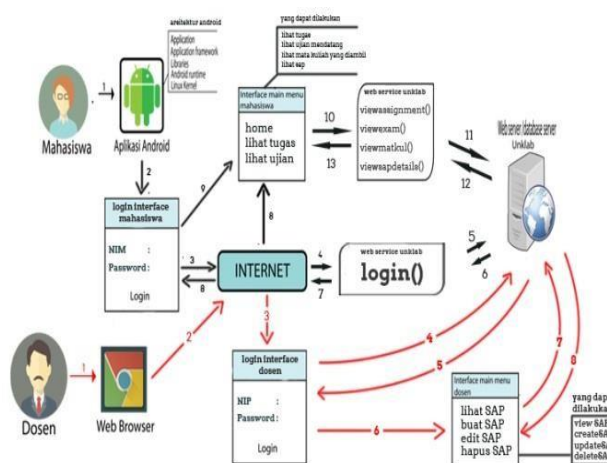 arsitektur android
Application
Application framework
Libraries
Android runtime
Linux Kernel
yang dapat dilakukan
lihat tugas
lihat ujian mendatang
lihat mata kuliah yang diambil
lihat sap
1
Mahasiswa
Aplikasi Android
2
Interface main menu
mahasiswa
home
lihat tugas
lihat ujian
10
13
web service unklab
viewassignment()
viewexam()
viewmatkul()
viewsapdetails()
11
12
Web server /database server
Unklab
login interface
mahasiswa
NIM :
Password :
Login
9
8
3
8
INTERNET
4
7
web service unklab
login()
5
6
1
Dosen
Web Browser
2
3
login interface
dosen
NIP :
Password :
Login
4
5
6
7
8
Interface main menu
dosen
lihat SAP
buat SAP
edit SAP
hapus SAP
yang dapa
dilakuka
view SAP
createSA
updateSA
deleteSA